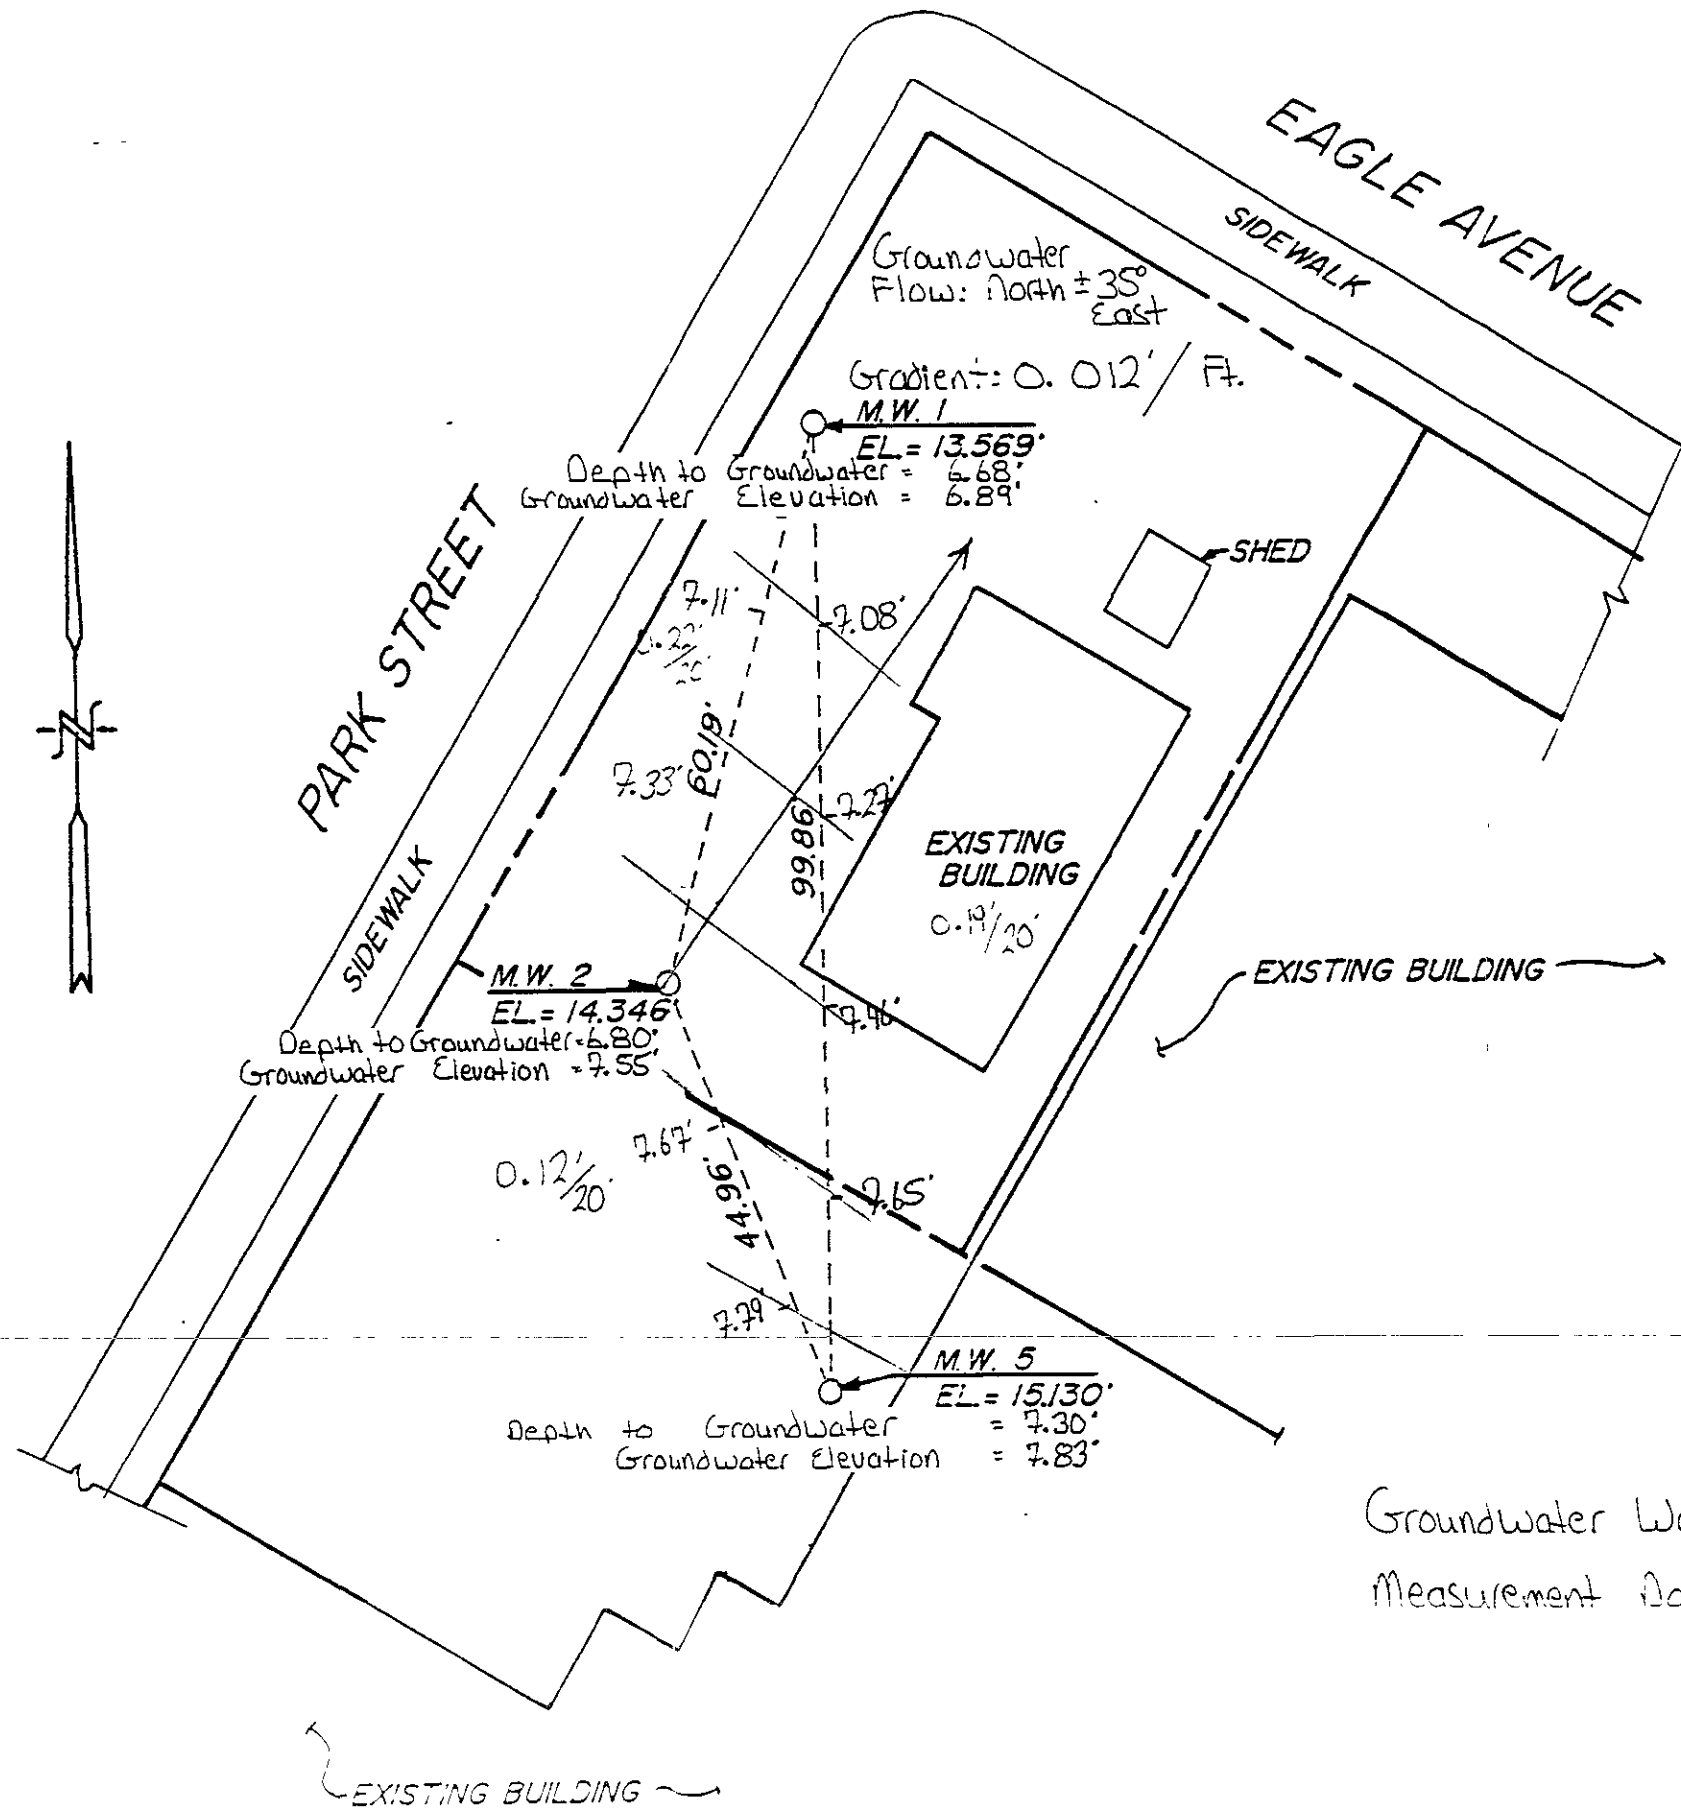 EAGLE AVENUE
SIDEWALK
Groundwater
Flow: North ± 35°
East
Gradient: 0.012' / Ft.
M.W. 1
EL. = 13.569'
Depth to Groundwater = 6.68'
Groundwater Elevation = 6.89'
PARK STREET
SIDEWALK
SHED
7.11'
7.08'
60.19'
7.33'
7.27'
99.86'
EXISTING
BUILDING
0.19'/20'
EXISTING BUILDING
M.W. 2
EL. = 14.346'
Depth to Groundwater = 6.80'
Groundwater Elevation = 7.55'
7.46'
7.67'
0.12'/20'
44.96'
7.65'
7.79'
M.W. 5
EL. = 15.130'
Depth to Groundwater = 7.30'
Groundwater Elevation = 7.83'
Groundwater
Measurement
EXISTING BUILDING